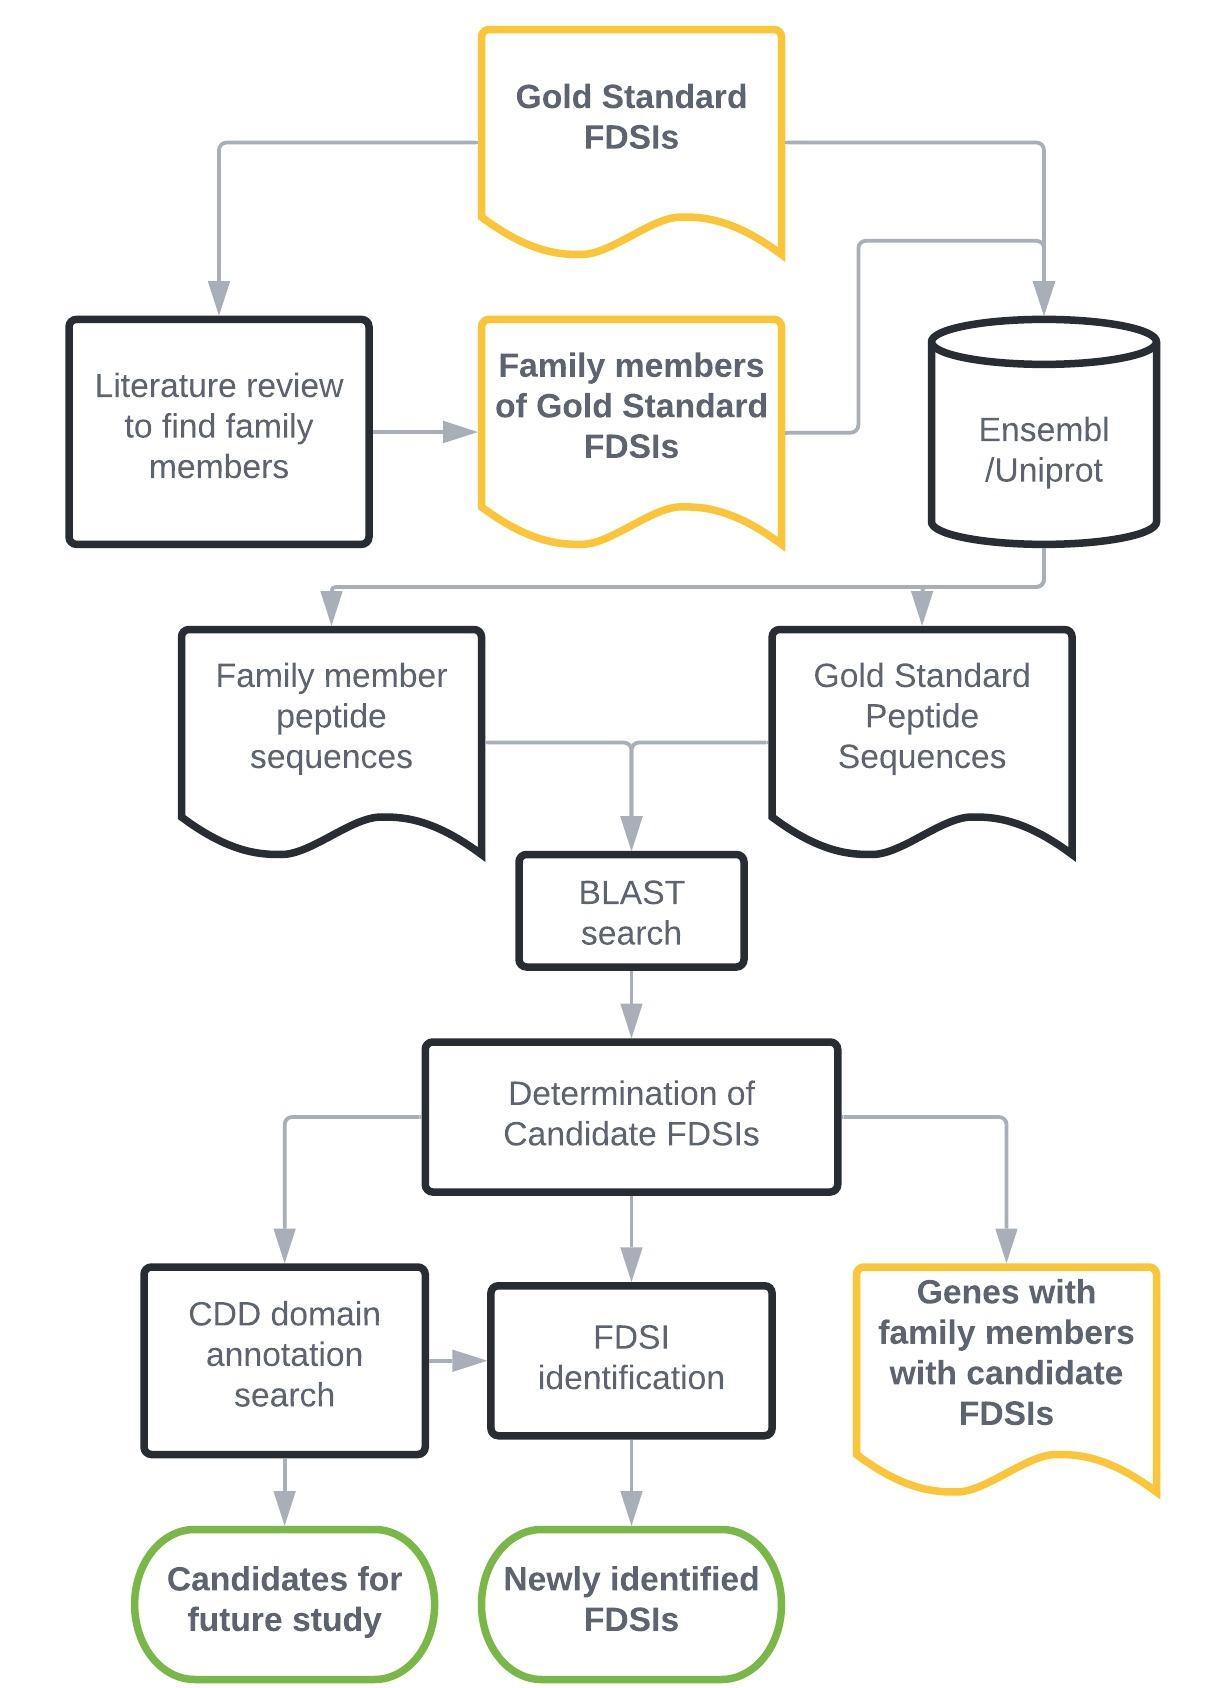 Gold Standard
FDSIs
Literature review
to find family
members
Family members
of Gold Standard
FDSIs
Ensembl
/Uniprot
Family member
peptide
sequences
Gold Standard
Peptide
Sequences
BLAST
search
Determination of
Candidate FDSIs
CDD domain
annotation
search
FDSI
identification
Genes with
family members
with candidate
FDSIs
Candidates for
future study
Newly identified
FDSIs